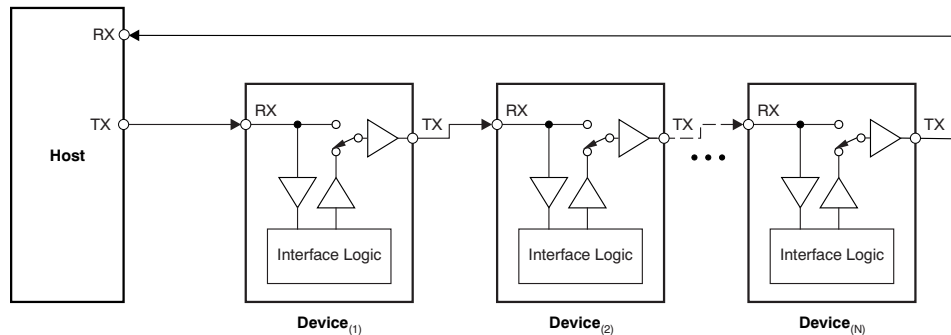 RX
TX
Host
RX
TX
Interface Logic
Device(1)
RX
TX
Interface Logic
Device(2)
• • •
RX
TX
Interface Logic
Device(N)